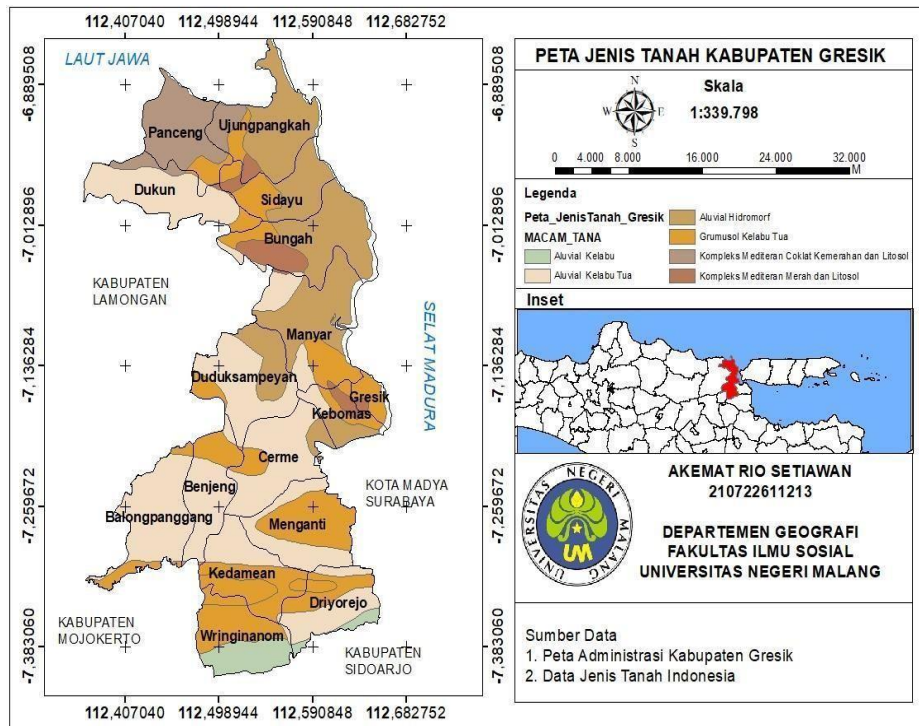 112,407040 112,498944 112,590848 112,682752
LAUT JAWA
-6,889508
-7,012896
-7,136284
-7,259672
-7,383060
Panceng
Ujungpangkah
Dukun
Sidayu
Bungah
KABUPATEN
LAMONGAN
Manyar
SELAT MADURA
Duduksampeyan
Gresik
Kebomas
Cerme
Benjeng
KOTA MADYA
SURABAYA
Balongpanggang
Menganti
Kedamean
Driyorejo
KABUPATEN
MOJOKERTO
Wringinanom
KABUPATEN
SIDOARJO
-6,889508
-7,012896
-7,136284
-7,259672
-7,383060
112,407040 112,498944 112,590848 112,682752
PETA JENIS TANAH KABUPATEN GRESIK
Skala
1:339.798
N
W E
S
0 4.000 8.000 16.000 24.000 32.000
M
Legenda
Peta_JenisTanah_Gresik
MACAM_TANA
Aluvial Kelabu
Aluvial Kelabu Tua
Aluvial Hidromorf
Grumusol Kelabu Tua
Kompleks Mediteran Coklat Kemerahan dan Litosol
Kompleks Mediteran Merah dan Litosol
Inset
UNIVERSITAS NEGERI MALANG
UM
AKEMAT RIO SETIAWAN
210722611213
DEPARTEMEN GEOGRAFI
FAKULTAS ILMU SOSIAL
UNIVERSITAS NEGERI MALANG
Sumber Data
1. Peta Administrasi Kabupaten Gresik
2. Data Jenis Tanah Indonesia